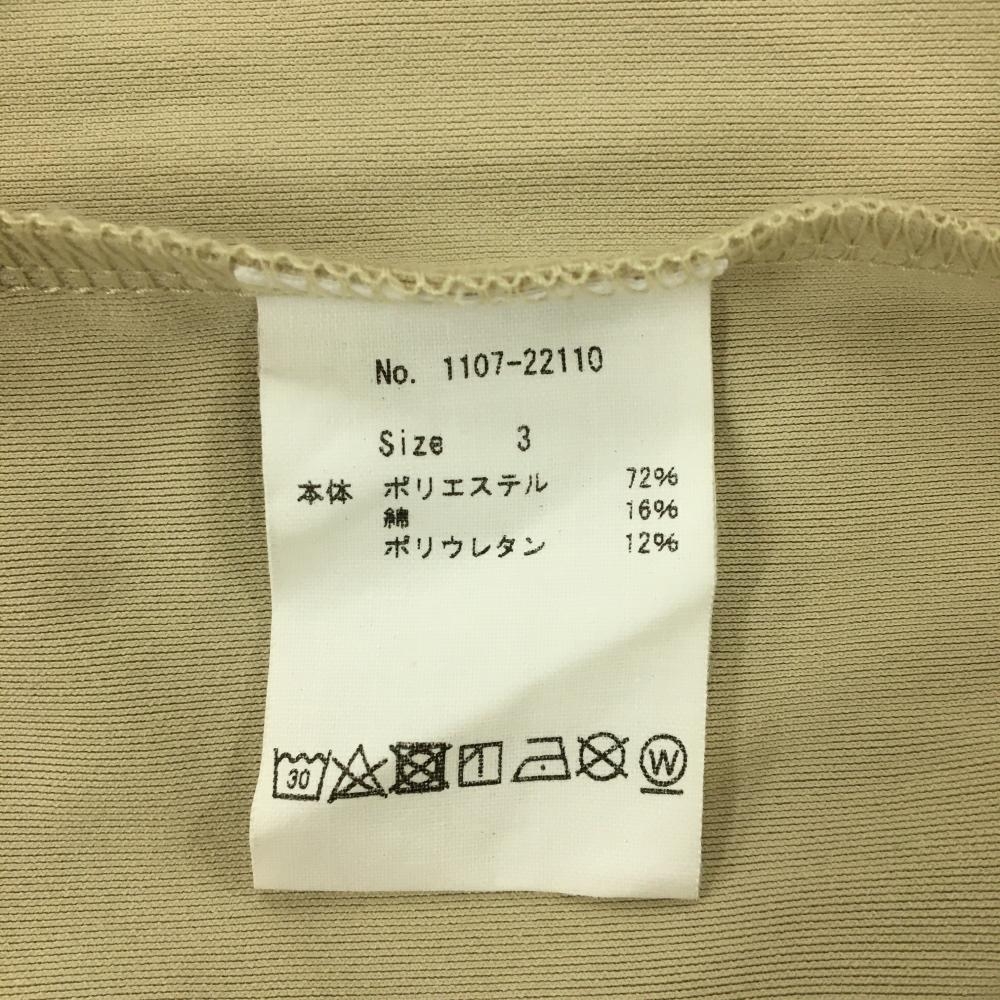 No. 1107-22110
Size 3
本体 ポリエステル 72%
綿 16%
ポリウレタン 12%
30 W